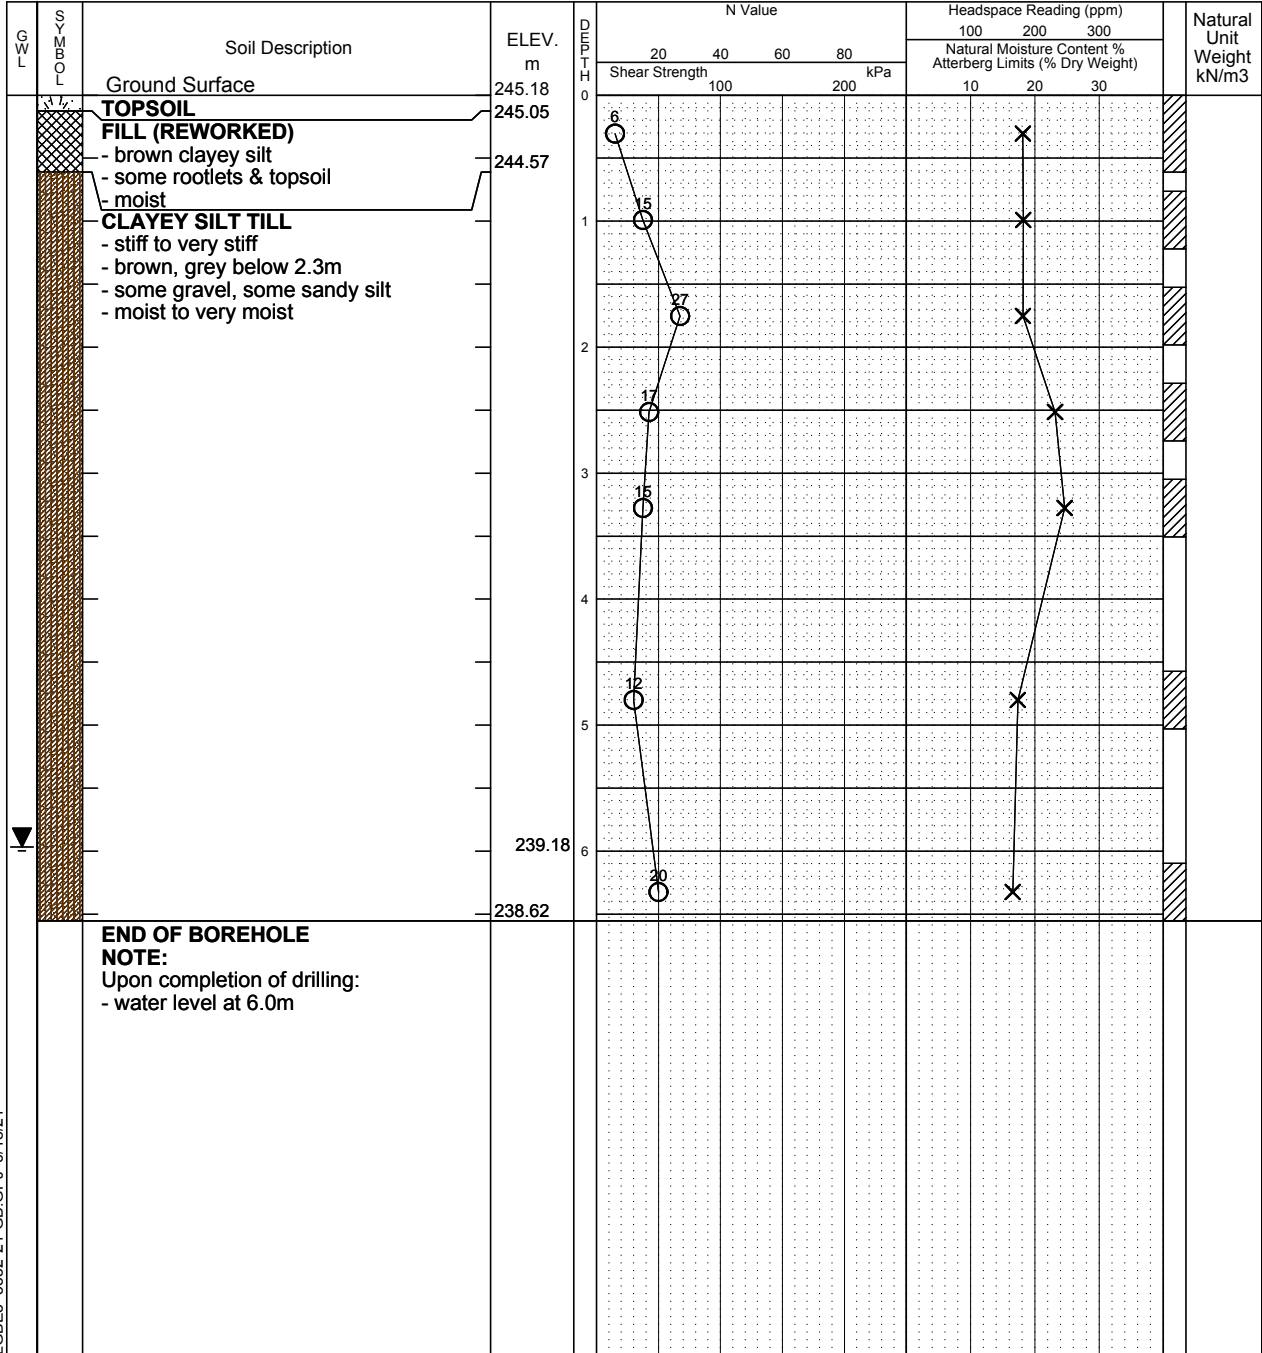 GWL
SYMBOL
Soil Description
Ground Surface
ELEV.
m
DEPTH
N Value
20 40 60 80
Shear Strength kPa
100 200
Headspace Reading (ppm)
100 200 300
Natural Moisture Content %
Atterberg Limits (% Dry Weight)
10 20 30
Natural
Unit
Weight
kN/m3
245.18
0
TOPSOIL
245.05
FILL (REWORKED)
- brown clayey silt
244.57
- some rootlets & topsoil
- moist
CLAYEY SILT TILL
- stiff to very stiff
- brown, grey below 2.3m
- some gravel, some sandy silt
- moist to very moist
6
15
1
27
2
17
3
15
4
12
5
239.18
6
20
238.62
END OF BOREHOLE
NOTE:
Upon completion of drilling:
- water level at 6.0m